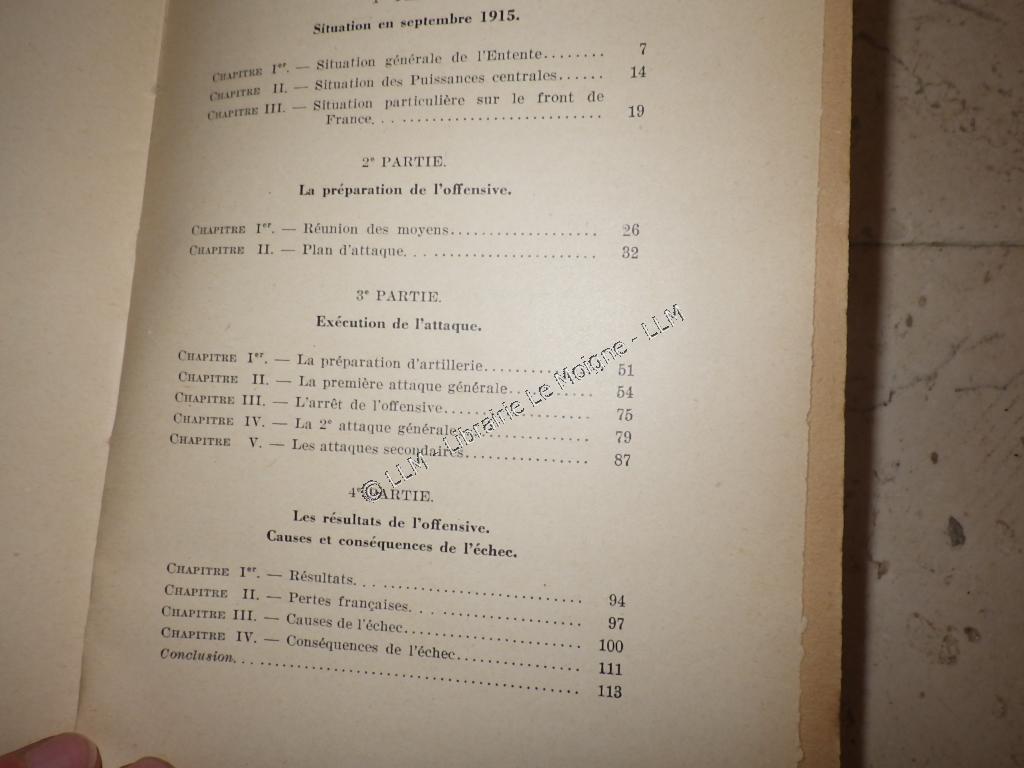 Situation en septembre 1915.
CHAPITRE Ier. — Situation générale de l'Entente........ 7
CHAPITRE II. — Situation des Puissances centrales...... 14
CHAPITRE III. — Situation particulière sur le front de
France............................ 19
2e PARTIE.
La préparation de l'offensive.
CHAPITRE Ier. — Réunion des moyens................... 26
CHAPITRE II. — Plan d'attaque......................... 32
3e PARTIE.
Exécution de l'attaque.
CHAPITRE Ier. — La préparation d'artillerie.............. 51
CHAPITRE II. — La première attaque générale............ 54
CHAPITRE III. — L'arrêt de l'offensive................... 75
CHAPITRE IV. — La 2e attaque générale................. 79
CHAPITRE V. — Les attaques secondaires................ 87
© LLM - Librairie Le Moigne - LLM
4e PARTIE.
Les résultats de l'offensive.
Causes et conséquences de l'échec.
CHAPITRE Ier. — Résultats............................. 94
CHAPITRE II. — Pertes françaises....................... 97
CHAPITRE III. — Causes de l'échec....................... 100
CHAPITRE IV. — Conséquences de l'échec................ 111
Conclusion............................................. 113